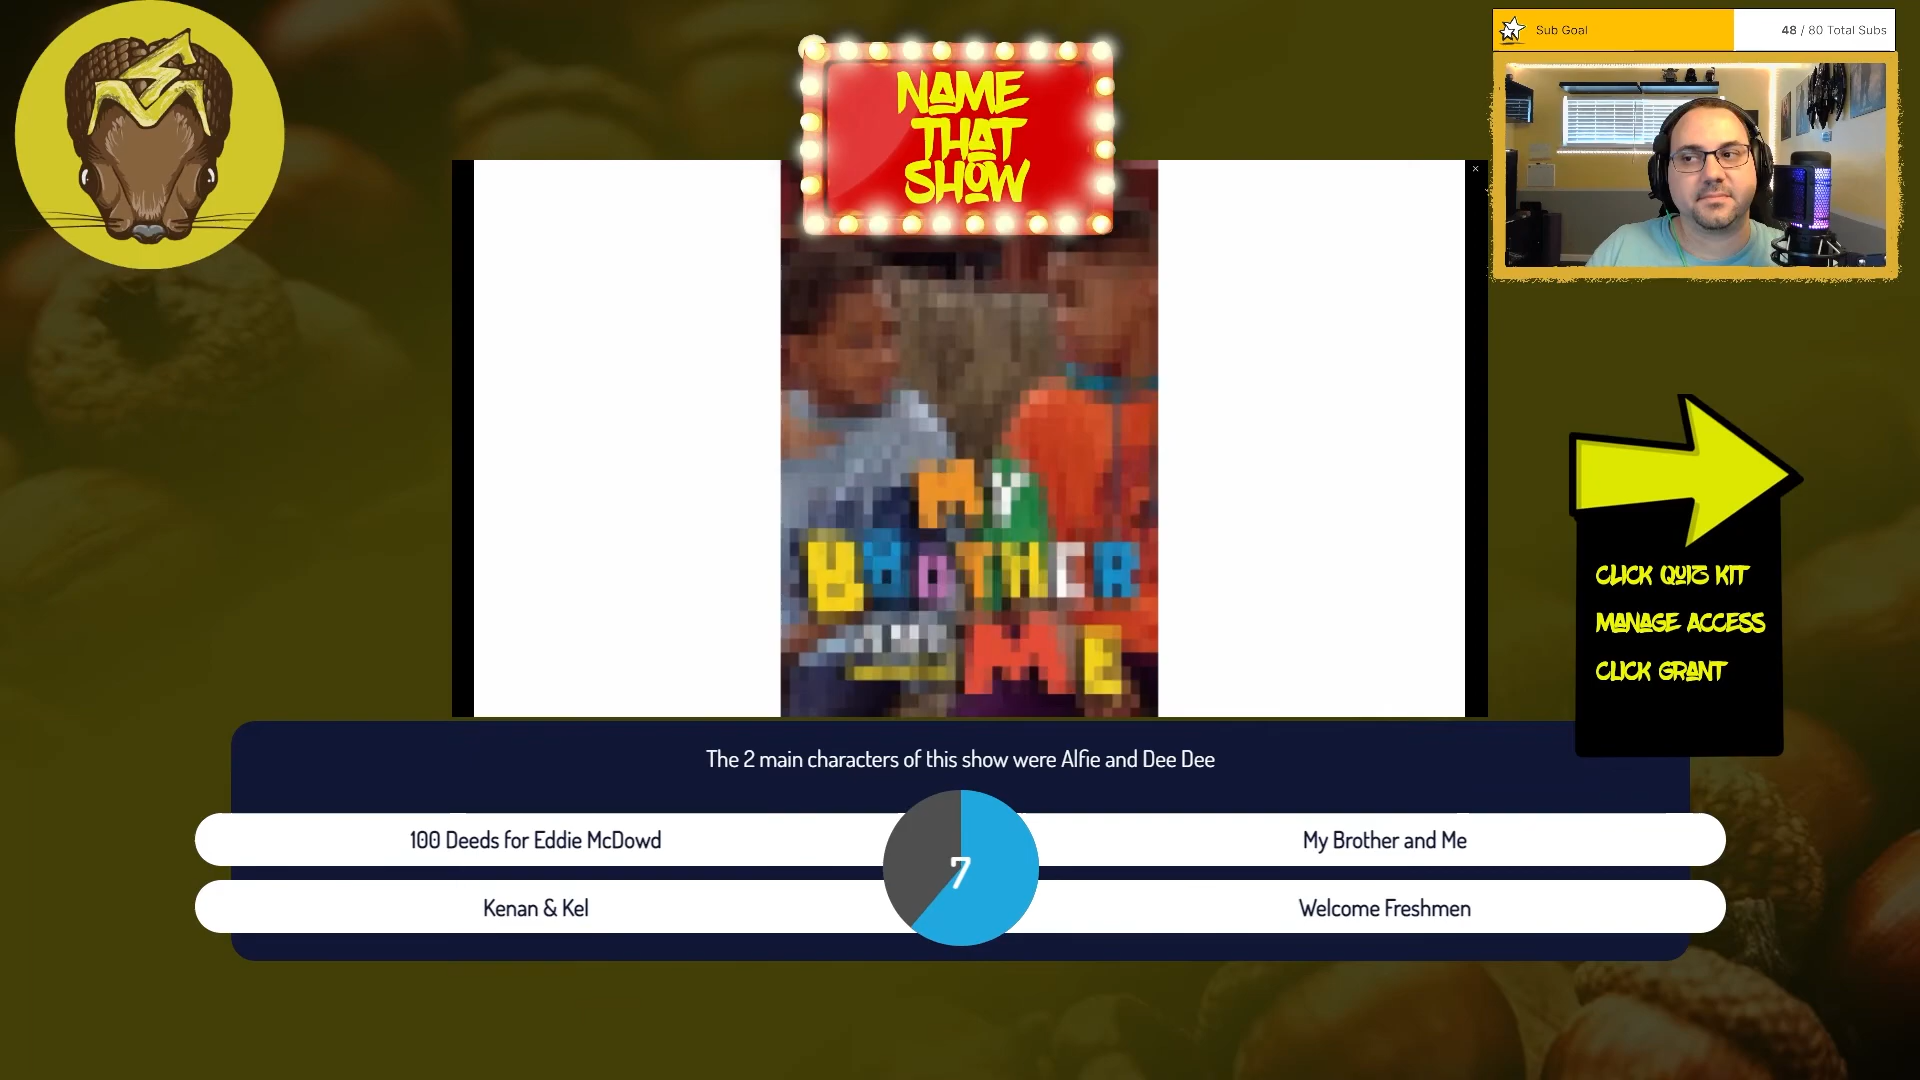 NAME
THAT
SHOW
Sub Goal
48 / 80 Total Subs
MY
BROTHER
AND
ME
CLICK QUIZ KIT
MANAGE ACCESS
CLICK GRANT
The 2 main characters of this show were Alfie and Dee Dee
100 Deeds for Eddie McDowd
My Brother and Me
7
Kenan & Kel
Welcome Freshmen